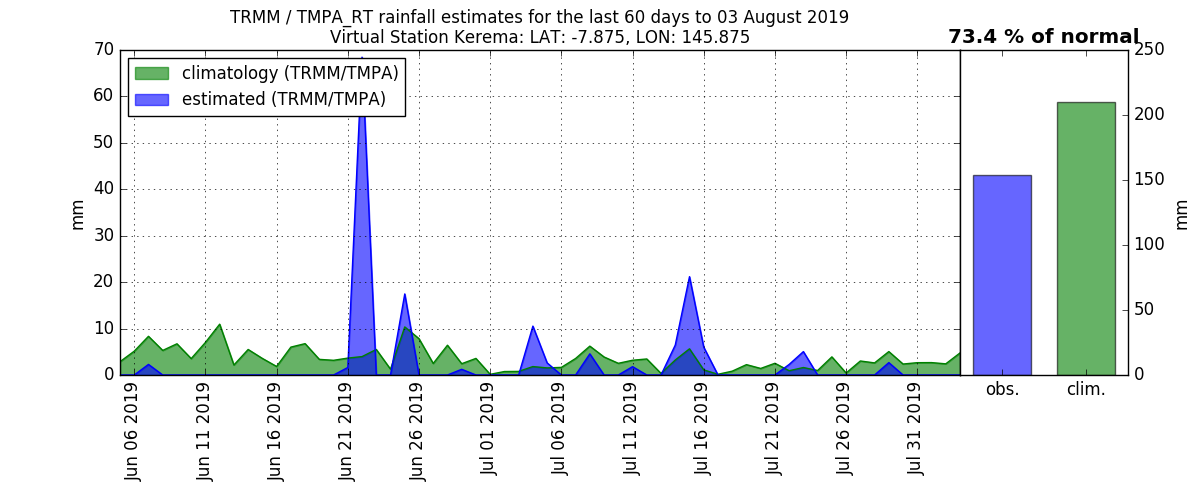 TRMM / TMPA_RT rainfall estimates for the last 60 days to 03 August 2019
Virtual Station Kerema: LAT: -7.875, LON: 145.875
73.4 % of normal
climatology (TRMM/TMPA)
estimated (TRMM/TMPA)
70
60
50
40
30
20
10
0
mm
Jun 06 2019
Jun 11 2019
Jun 16 2019
Jun 21 2019
Jun 26 2019
Jul 01 2019
Jul 06 2019
Jul 11 2019
Jul 16 2019
Jul 21 2019
Jul 26 2019
Jul 31 2019
obs.
clim.
250
200
150
100
50
0
mm